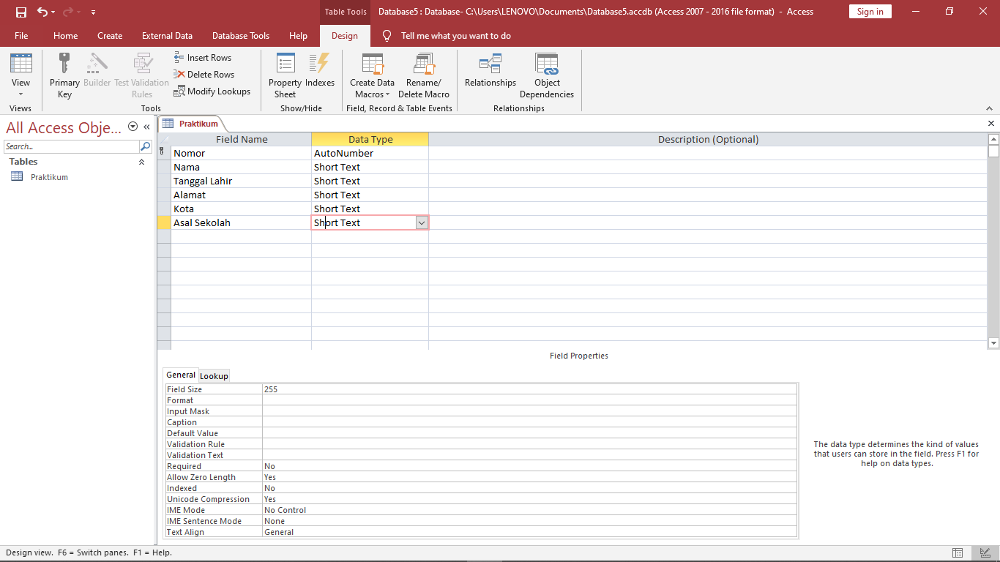 Table Tools
Database5 : Database- C:\Users\LENOVO\Documents\Database5.accdb (Access 2007 - 2016 file format) - Access
Sign in
File
Home
Create
External Data
Database Tools
Help
Design
Tell me what you want to do
View
Primary Key
Builder
Test Validation Rules
Insert Rows
Delete Rows
Modify Lookups
Property Sheet
Indexes
Create Data Macros
Rename/ Delete Macro
Relationships
Object Dependencies
Views
Tools
Show/Hide
Field, Record & Table Events
Relationships
All Access Obje...
Search...
Tables
Praktikum
Praktikum
Field Name Data Type Description (Optional)
Nomor AutoNumber
Nama Short Text
Tanggal Lahir Short Text
Alamat Short Text
Kota Short Text
Asal Sekolah Short Text
Field Properties
General Lookup
Field Size 255
Format
Input Mask
Caption
Default Value
Validation Rule
Validation Text
Required No
Allow Zero Length Yes
Indexed No
Unicode Compression Yes
IME Mode No Control
IME Sentence Mode None
Text Align General
The data type determines the kind of values
that users can store in the field. Press F1 for
help on data types.
Design view. F6 = Switch panes. F1 = Help.